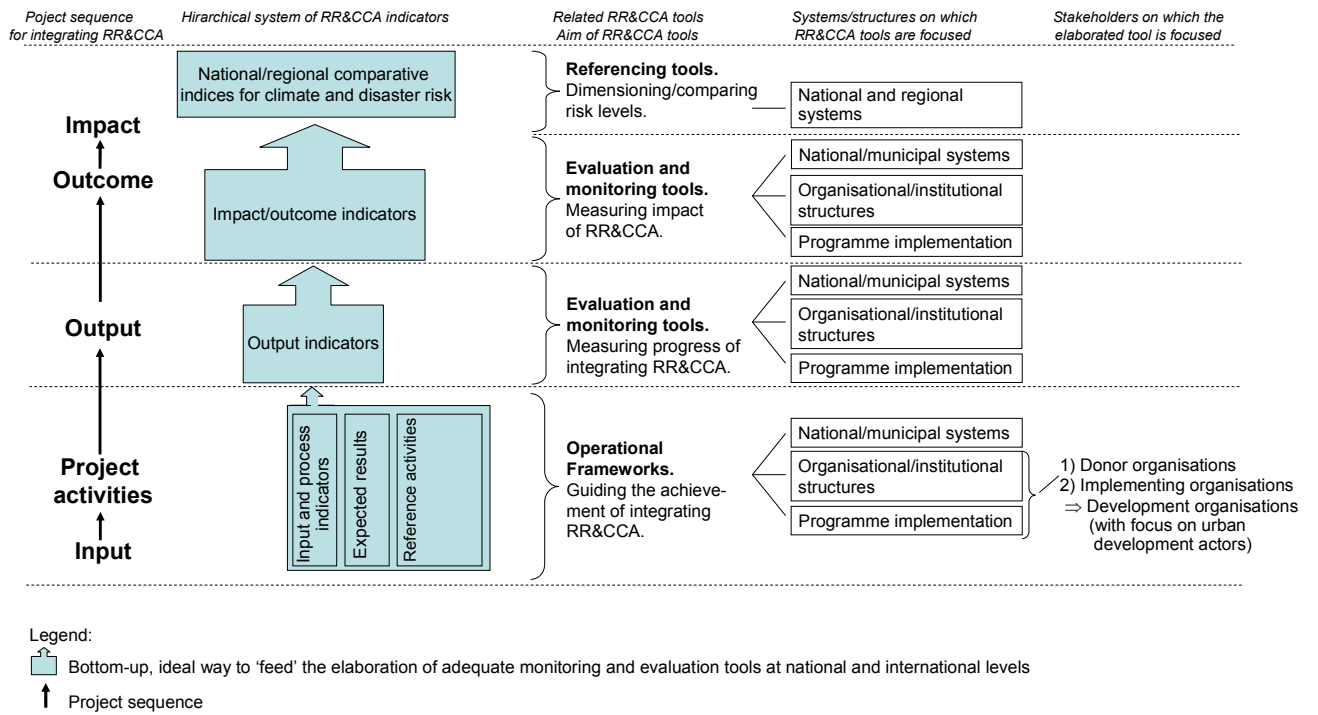 Poject sequence
for integrating RR&CCA
Hirarchical system of RR&CCA indicators
Related RR&CCA tools
Aim of RR&CCA tools
Systems/structures on which
RR&CCA tools are focused
Stakeholders on which the
elaborated tool is focused
Impact
Outcome
National/regional comparative
indices for climate and disaster risk
Impact/outcome indicators
Referencing tools.
Dimensioning/comparing
risk levels.
National and regional
systems
Evaluation and
monitoring tools.
Measuring impact
of RR&CCA.
National/municipal systems
Organisational/institutional
structures
Programme implementation
Output
Output indicators
Evaluation and
monitoring tools.
Measuring progress of
integrating RR&CCA.
National/municipal systems
Organisational/institutional
structures
Programme implementation
Project
activities
Input
Input and process
indicators
Expected results
Reference activities
Operational
Frameworks.
Guiding the achieve-
ment of integrating
RR&CCA.
National/municipal systems
Organisational/institutional
structures
Programme implementation
1) Donor organisations
2) Implementing organisations
⇒ Development organisations
(with focus on urban
development actors)
Legend:
Bottom-up, ideal way to ‘feed’ the elaboration of adequate monitoring and evaluation tools at national and international levels
Project sequence